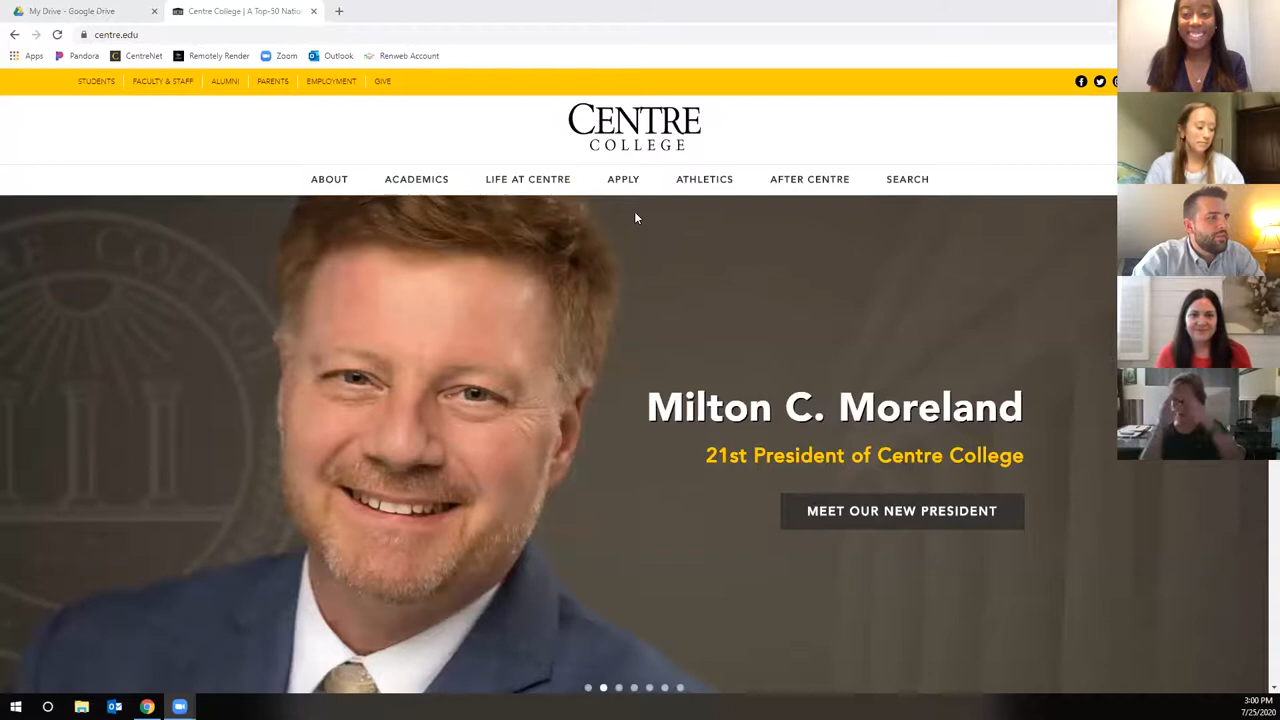 My Drive - Google Drive
Centre College | A Top-50 Natio
centre.edu
Apps Pandora CentreNet Remotely Render Zoom Outlook Renweb Account
STUDENTS FACULTY & STAFF ALUMNI PARENTS EMPLOYMENT GIVE
CENTRE
COLLEGE
ABOUT ACADEMICS LIFE AT CENTRE APPLY ATHLETICS AFTER CENTRE SEARCH
Milton C. Moreland
21st President of Centre College
MEET OUR NEW PRESIDENT
3:00 PM
7/25/2020